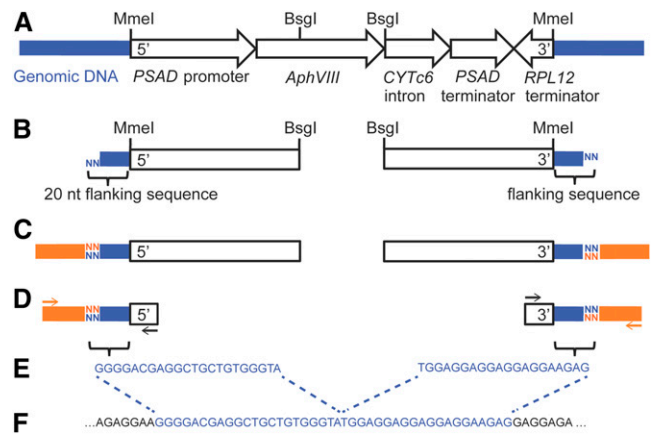 A
MmeI BsgI BsgI MmeI
5' 3'
Genomic DNA PSAD promoter AphVIII CYTc6 intron PSAD terminator RPL12 terminator
B
MmeI BsgI BsgI MmeI
NN 5' 3' NN
20 nt flanking sequence flanking sequence
C
NN 5' 3' NN
NN NN
D
NN 5' 3' NN
NN NN
E
GGGGACGAGGCTGCTGTGGGTA TGGAGGAGGAGGAGGAAGAG
F
...AGAGGAAGGGGACGAGGCTGCTGTGGGTATGGAGGAGGAGGAGGAAGAGGAGGAGA ...